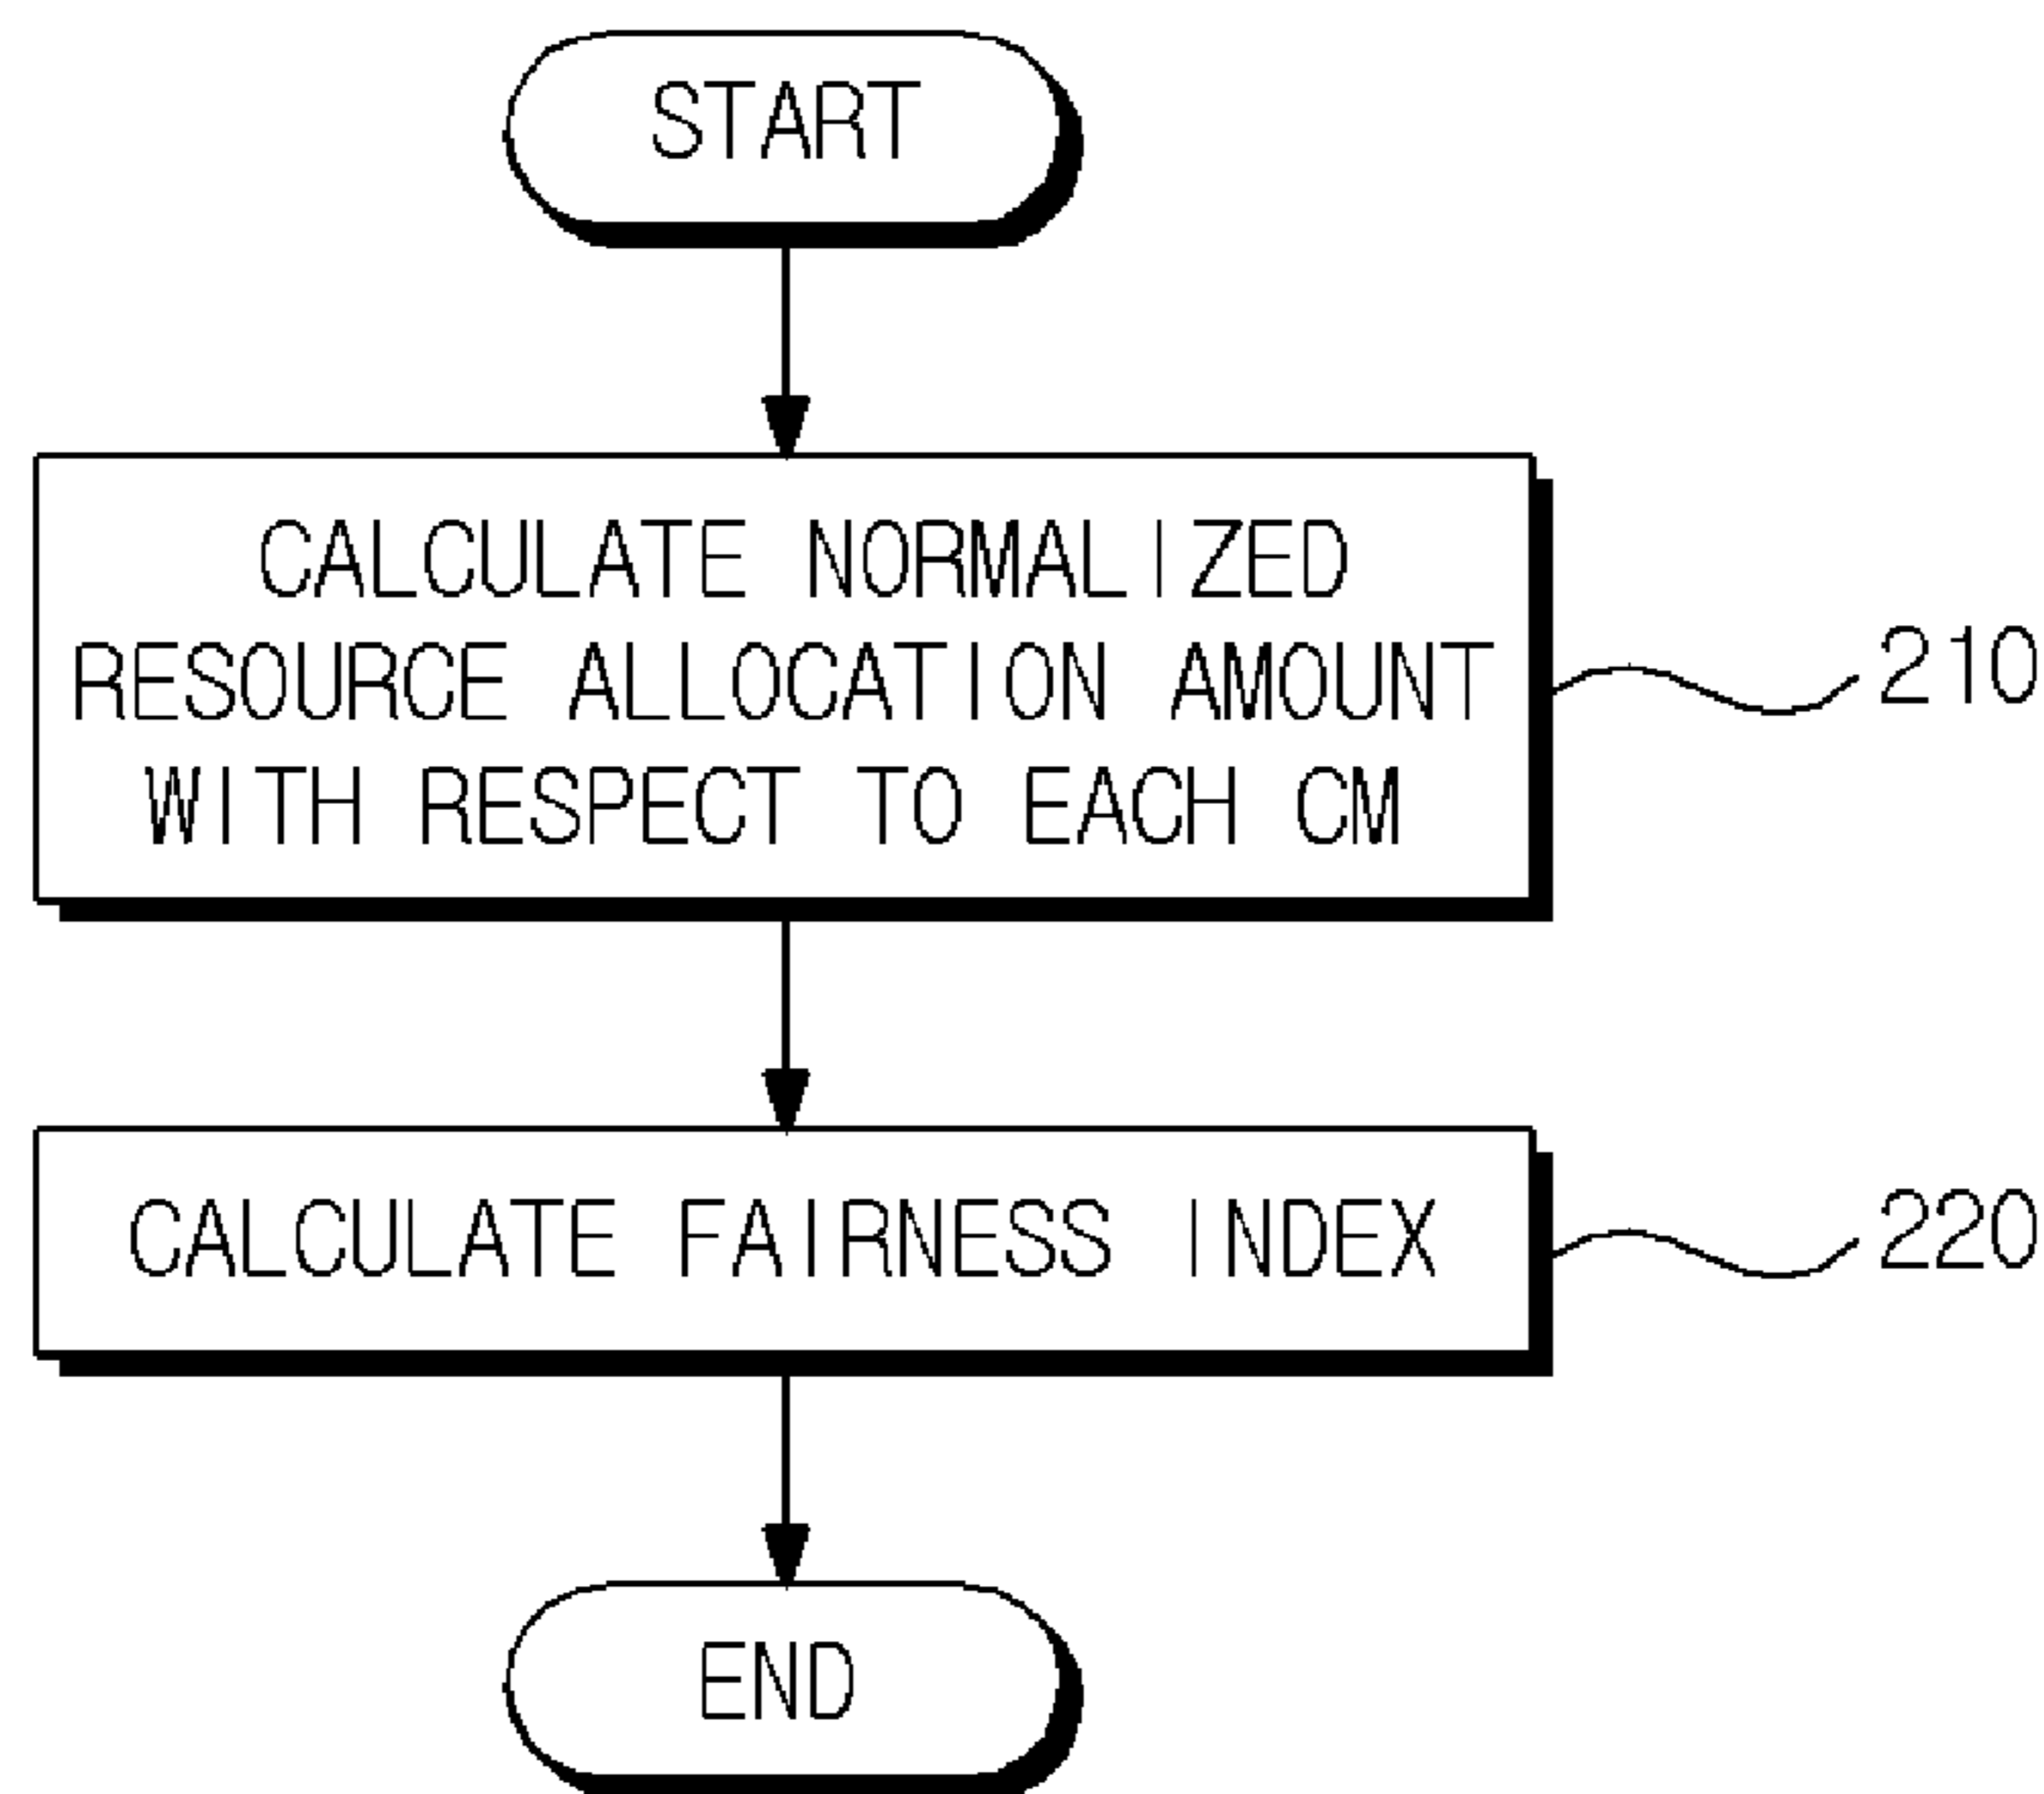 START
CALCULATE NORMALIZED
RESOURCE ALLOCATION AMOUNT
WITH RESPECT TO EACH CM
210
CALCULATE FAIRNESS INDEX
220
END